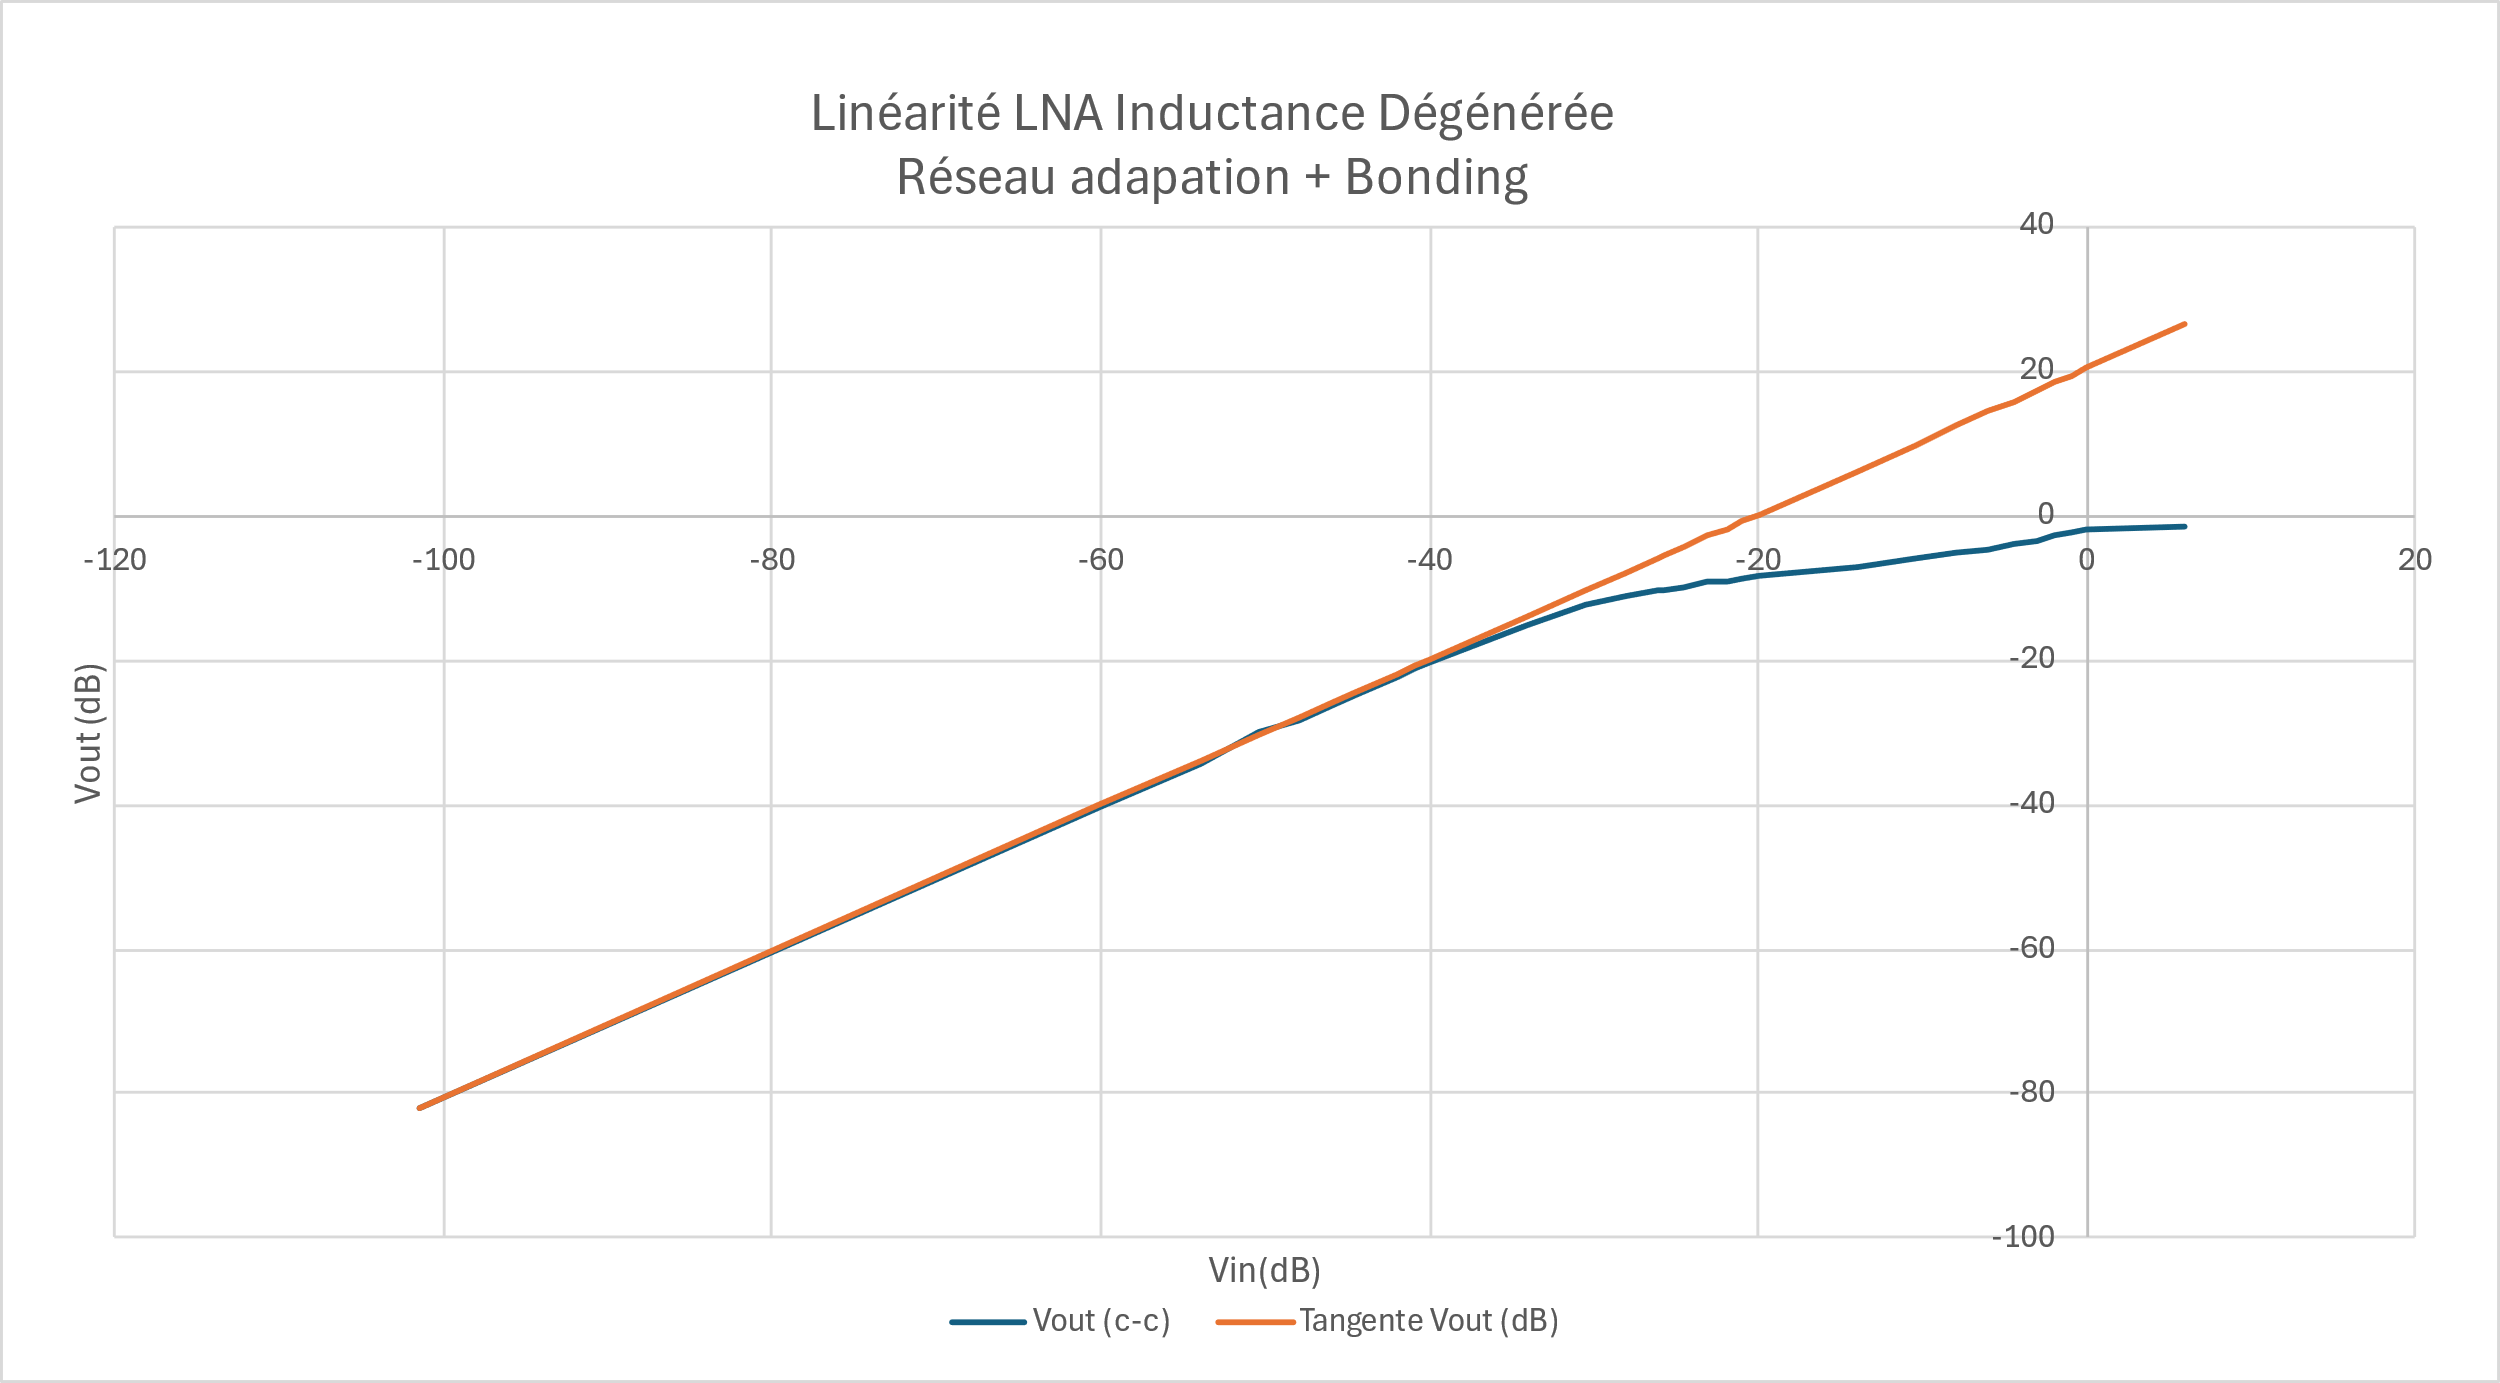 Linéarité LNA Inductance Dégénérée
Réseau adapation + Bonding
40
20
0
-120 -100 -80 -60 -40 -20 0 20
-20
-40
-60
-80
-100
Vout (dB)
Vin(dB)
Vout (c-c) Tangente Vout (dB)